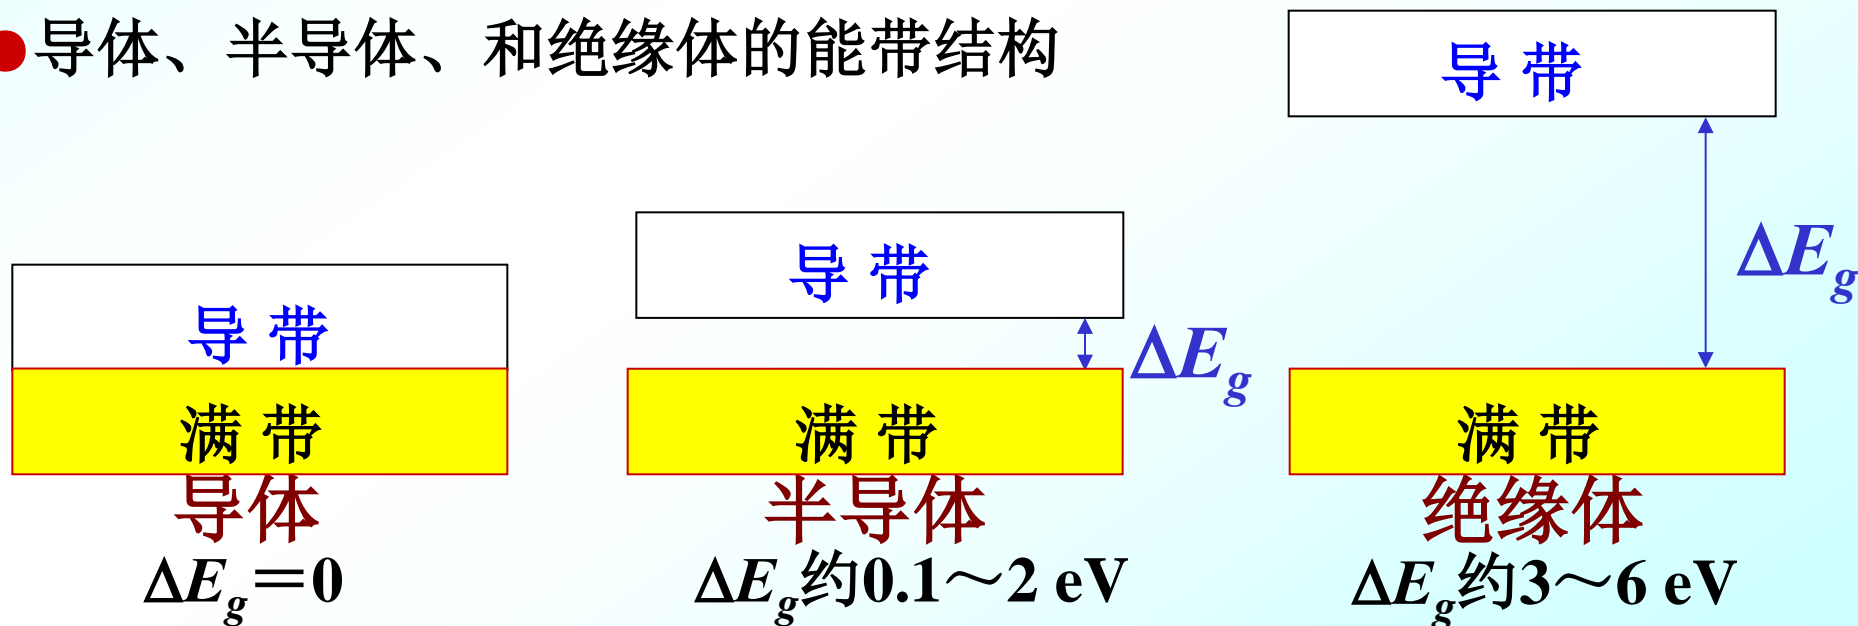 ●导体、半导体、和绝缘体的能带结构
导 带
满 带
导体
ΔEg＝0
导 带
ΔEg
满 带
半导体
ΔEg约0.1～2 eV
导 带
ΔEg
满 带
绝缘体
ΔEg约3～6 eV